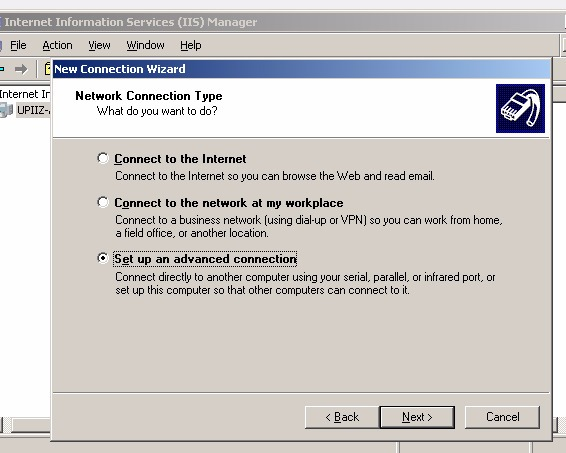 Internet Information Services (IIS) Manager
File Action View Window Help
New Connection Wizard
Internet In
UPIIZ-
Network Connection Type
What do you want to do?
Connect to the Internet
Connect to the Internet so you can browse the Web and read email.
Connect to the network at my workplace
Connect to a business network (using dial-up or VPN) so you can work from home,
a field office, or another location.
Set up an advanced connection
Connect directly to another computer using your serial, parallel, or infrared port, or
set up this computer so that other computers can connect to it.
< Back Next > Cancel